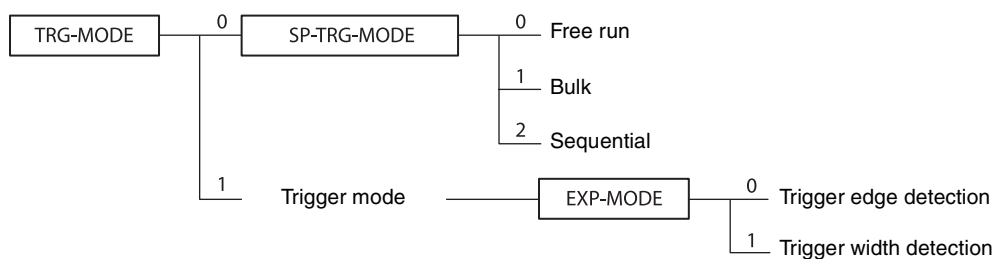 TRG-MODE
0
SP-TRG-MODE
0
Free run
1
Bulk
2
Sequential
1
Trigger mode
EXP-MODE
0
Trigger edge detection
1
Trigger width detection